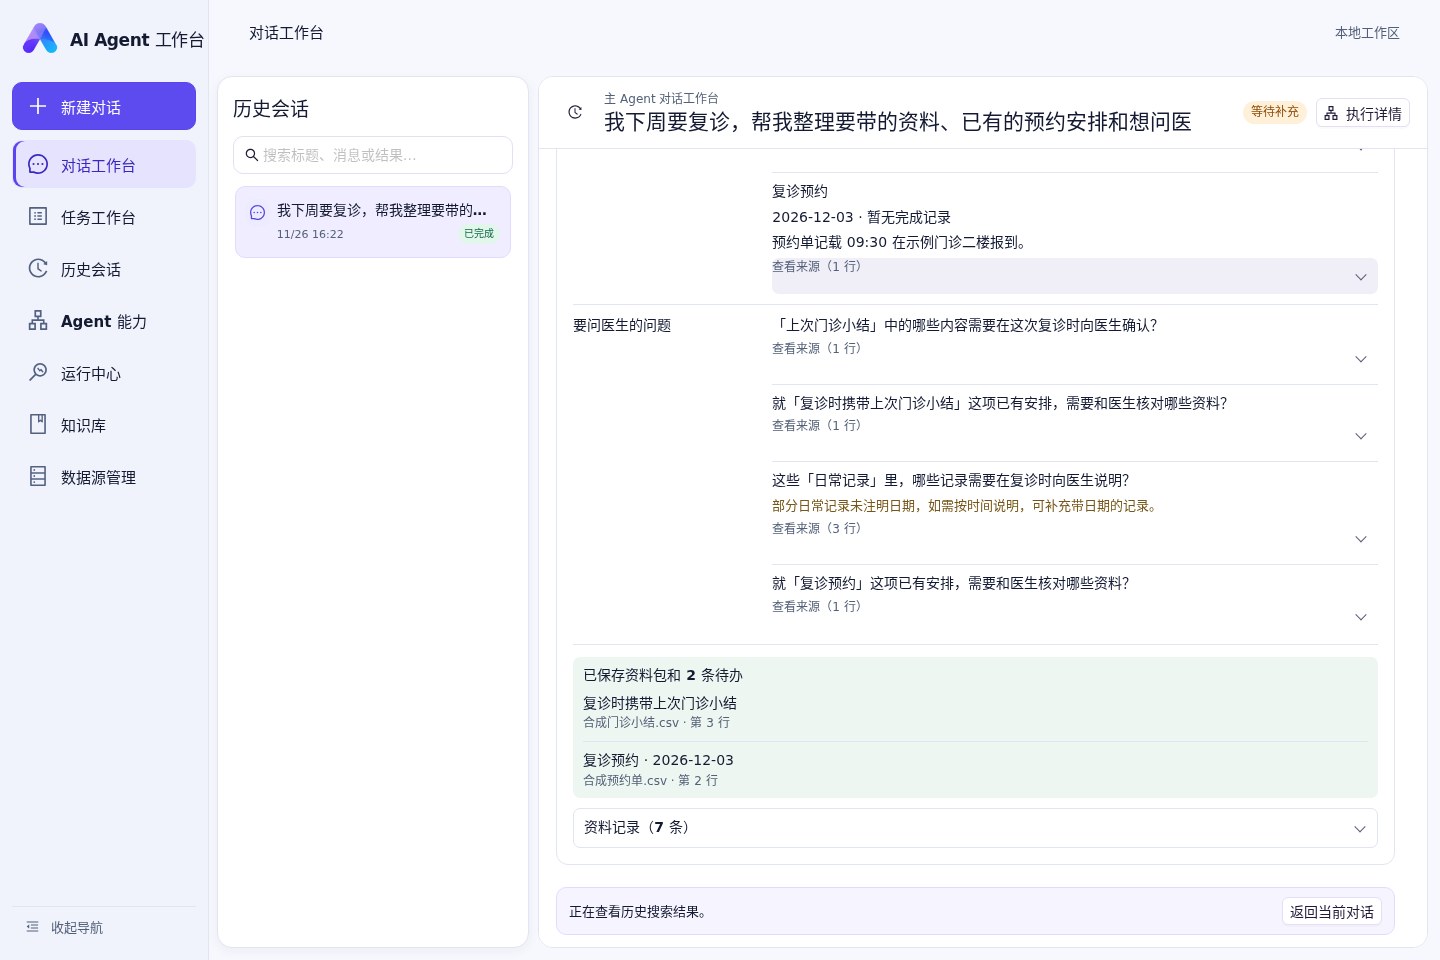 AI Agent 工作台
新建对话
对话工作台
任务工作台
历史会话
Agent 能力
运行中心
知识库
数据源管理
收起导航
对话工作台
本地工作区
历史会话
搜索标题、消息或结果...
我下周要复诊，帮我整理要带的...
11/26 16:22
已完成
主 Agent 对话工作台
我下周要复诊，帮我整理要带的资料、已有的预约安排和想问医
等待补充
执行详情
复诊预约
2026-12-03 · 暂无完成记录
预约单记载 09:30 在示例门诊二楼报到。
查看来源（1 行）
要问医生的问题
「上次门诊小结」中的哪些内容需要在这次复诊时向医生确认？
查看来源（1 行）
就「复诊时携带上次门诊小结」这项已有安排，需要和医生核对哪些资料？
查看来源（1 行）
这些「日常记录」里，哪些记录需要在复诊时向医生说明？
部分日常记录未注明日期，如需按时间说明，可补充带日期的记录。
查看来源（3 行）
就「复诊预约」这项已有安排，需要和医生核对哪些资料？
查看来源（1 行）
已保存资料包和 2 条待办
复诊时携带上次门诊小结
合成门诊小结.csv · 第 3 行
复诊预约 · 2026-12-03
合成预约单.csv · 第 2 行
资料记录（7 条）
正在查看历史搜索结果。
返回当前对话